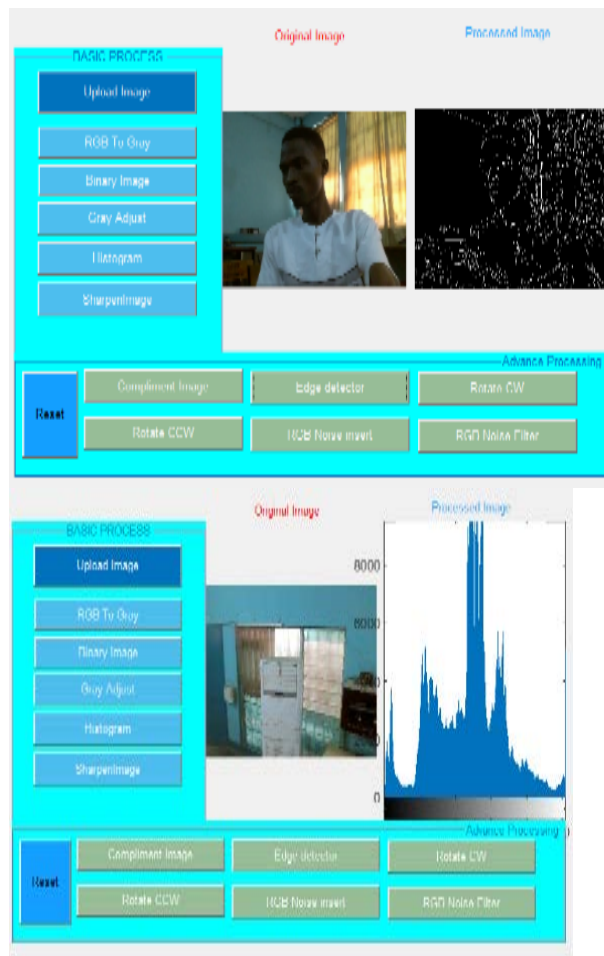 Original Image
Processed Image
BASIC PROCESS
Upload Image
RGB To Gray
Binary Image
Gray Adjust
Histogram
SharpenImage
Advance Processing
Compliment Image
Edge detector
Rotate CW
Reset
Rotate CCW
RGB Noise insert
RGB Noise Filter
Original Image
Processed Image
BASIC PROCESS
Upload Image
8000
RGB To Gray
6000
Binary Image
Gray Adjust
Histogram
SharpenImage
0
Advance Processing
Compliment Image
Edge detector
Rotate CW
Reset
Rotate CCW
RGB Noise insert
RGB Noise Filter